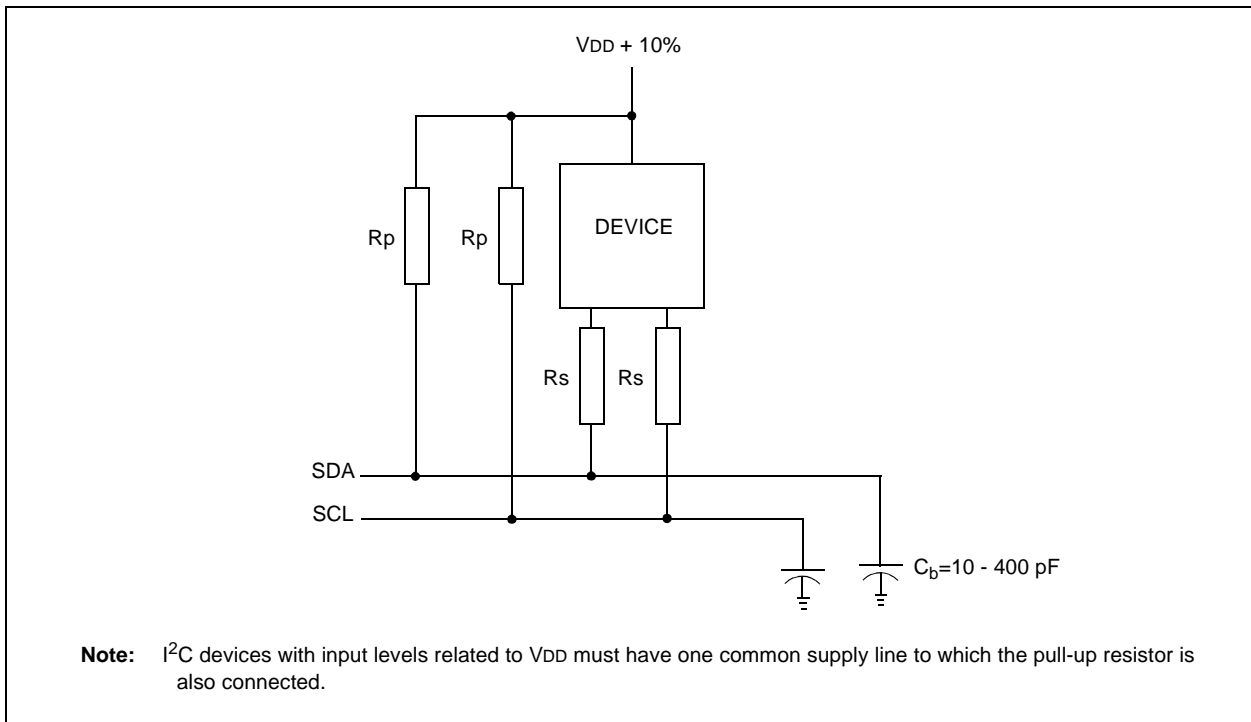 VDD + 10%
Rp
Rp
DEVICE
Rs
Rs
SDA
SCL
Cb=10 - 400 pF
Note: I2C devices with input levels related to VDD must have one common supply line to which the pull-up resistor is
also connected.